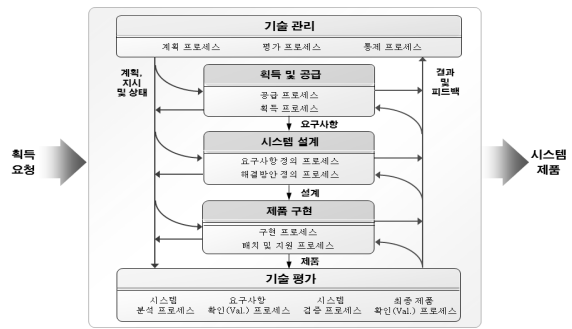 기술 관리
계획 프로세스 평가 프로세스 통제 프로세스
계획,
지시
및 상태
결과
및
피드백
획득 및 공급
공급 프로세스
획득 프로세스
요구사항
시스템 설계
요구사항 정의 프로세스
해결방안 정의 프로세스
설계
제품 구현
구현 프로세스
배치 및 지원 프로세스
제품
획득
요청
시스템
제품
기술 평가
시스템
분석 프로세스
요구사항
확인(Val.) 프로세스
시스템
검증 프로세스
최종 제품
확인(Val.) 프로세스